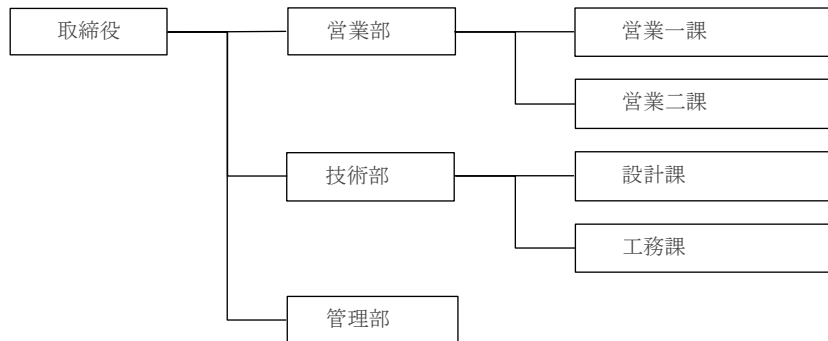 取締役
営業部
営業一課
営業二課
技術部
設計課
工務課
管理部